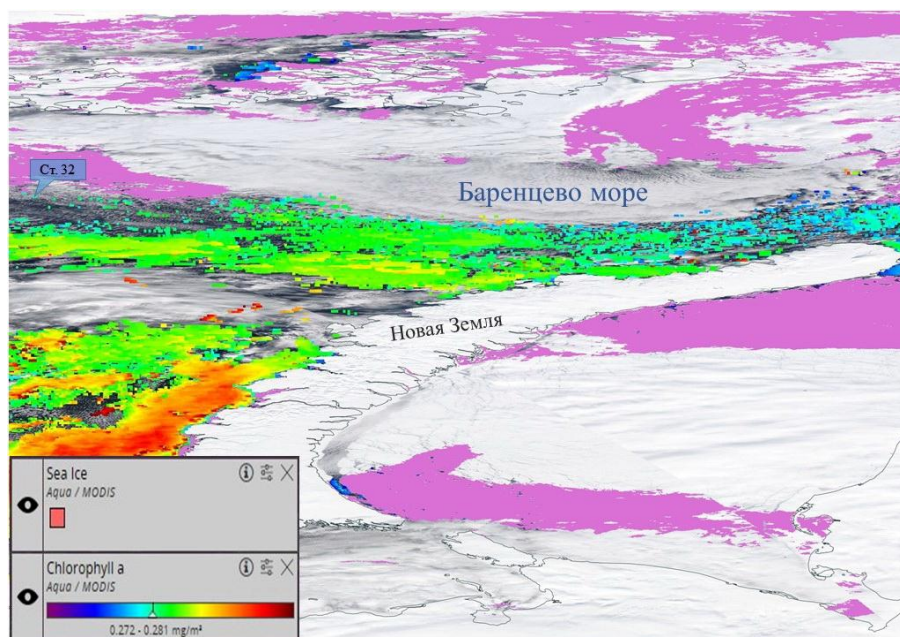 Ст. 32
Баренцево море
Новая Земля
Sea Ice
Aqua / MODIS
Chlorophyll a
Aqua / MODIS
0.272 - 0.281 mg/m³